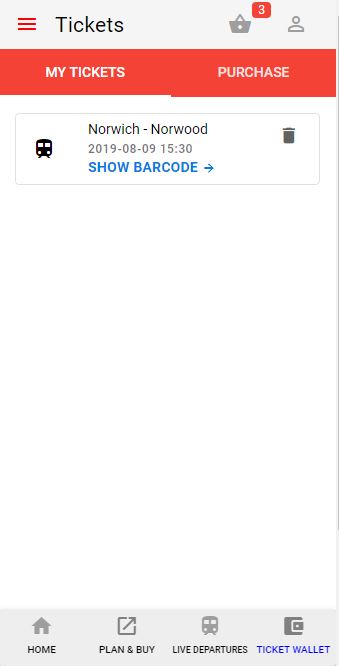 Tickets
3
MY TICKETS
PURCHASE
Norwich - Norwood
2019-08-09 15:30
SHOW BARCODE →
HOME
PLAN & BUY
LIVE DEPARTURES
TICKET WALLET